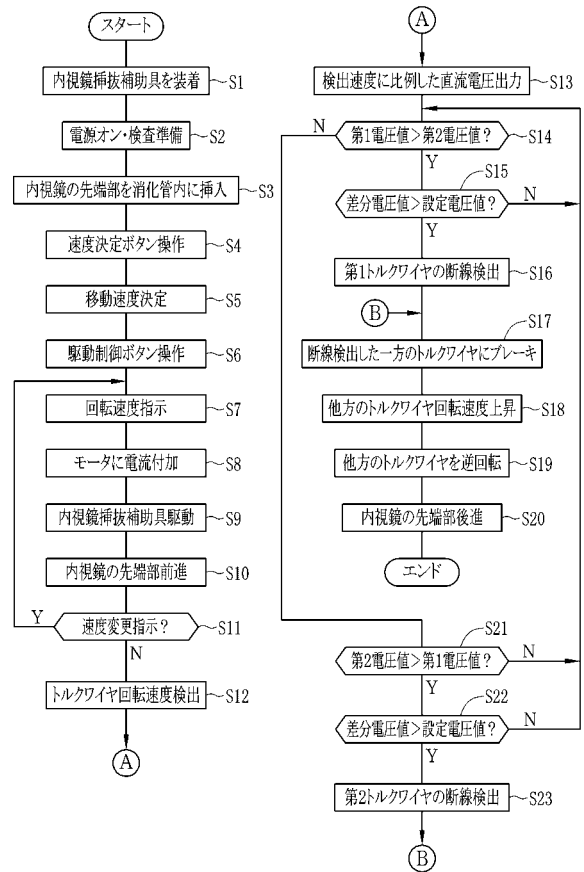 スタート
内視鏡挿抜補助具を装着 S1
電源オン・検査準備 S2
内視鏡の先端部を消化管内に挿入 S3
速度決定ボタン操作 S4
移動速度決定 S5
駆動制御ボタン操作 S6
回転速度指示 S7
モータに電流付加 S8
内視鏡挿抜補助具駆動 S9
内視鏡の先端部前進 S10
Y 速度変更指示? S11
N
トルクワイヤ回転速度検出 S12
A
A
検出速度に比例した直流電圧出力 S13
N 第1電圧値>第2電圧値? S14
Y S15
差分電圧値>設定電圧値? N
Y
第1トルクワイヤの断線検出 S16
B S17
断線検出した一方のトルクワイヤにブレーキ
他方のトルクワイヤ回転速度上昇 S18
他方のトルクワイヤを逆回転 S19
内視鏡の先端部後進 S20
エンド
S21
第2電圧値>第1電圧値? N
Y S22
差分電圧値>設定電圧値? N
Y
第2トルクワイヤの断線検出 S23
B